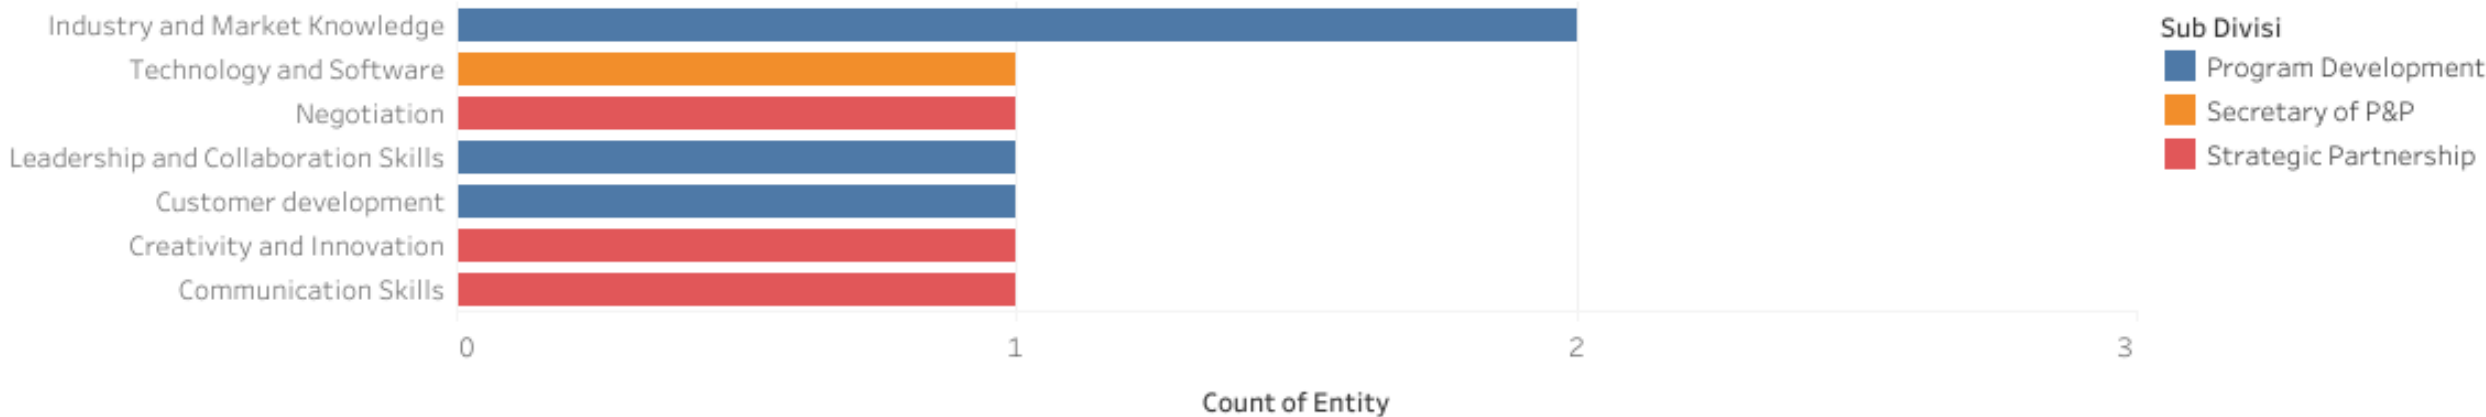 Industry and Market Knowledge
Technology and Software
Negotiation
Leadership and Collaboration Skills
Customer development
Creativity and Innovation
Communication Skills
0 1 2 3
Count of Entity
Sub Divisi
Program Development
Secretary of P&P
Strategic Partnership